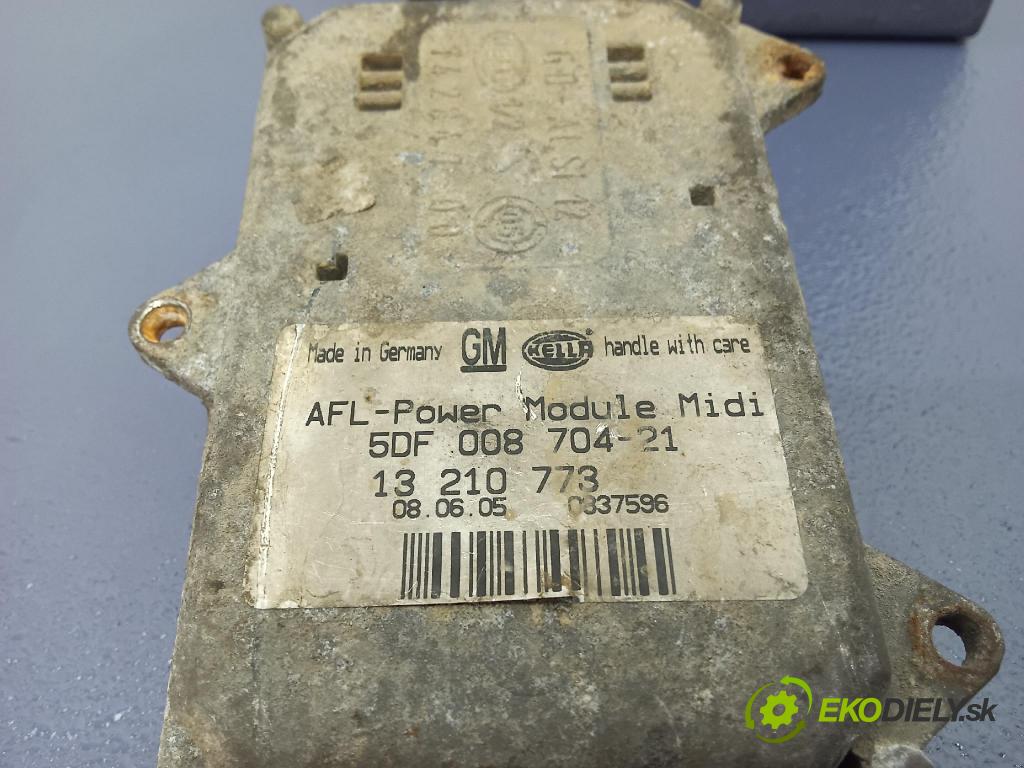 Made in Germany GM HELLA ® handle with care
AFL-Power Module Midi
5DF 008 704-21
13 210 773
08.06.05 0337596
EKODIELY.sk